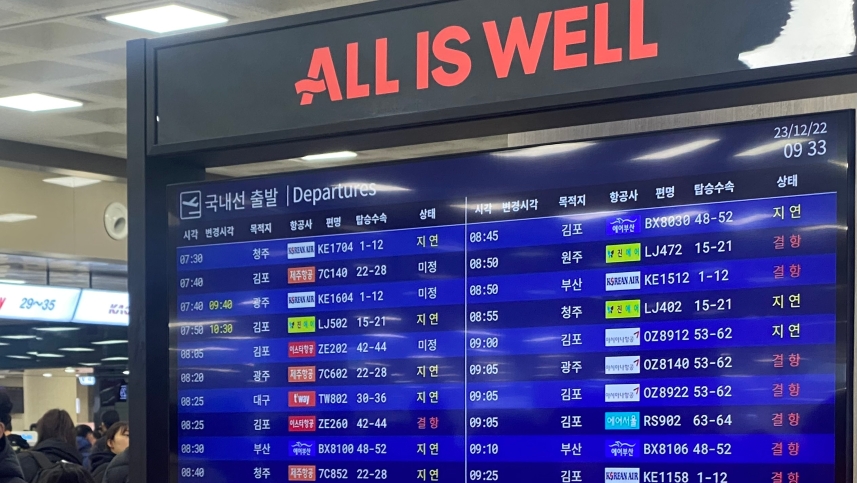 ALL IS WELL
23/12/22
09 33
국내선 출발 | Departures
시각 변경시각 목적지 항공사 편명 탑승수속 상태
07:30 청주 KOREAN AIR KE1704 1-12 지연
07:40 김포 제주항공 7C140 22-28 미정
07:40 09:40 광주 KOREAN AIR KE1604 1-12 미정
07:50 10:30 김포 진에어 LJ502 15-21 지연
08:05 김포 이스타항공 ZE202 42-44 미정
08:20 광주 제주항공 7C602 22-28 지연
08:25 대구 t'way TW802 30-36 지연
08:25 김포 이스타항공 ZE260 42-44 결항
08:30 부산 에어부산 BX8100 48-52 지연
08:40 청주 제주항공 7C852 22-28 지연
시각 변경시각 목적지 항공사 편명 탑승수속 상태
08:45 김포 에어부산 BX8030 48-52 지연
08:50 원주 진에어 LJ472 15-21 결항
08:50 부산 KOREAN AIR KE1512 1-12 결항
08:55 청주 진에어 LJ402 15-21 지연
09:00 김포 아시아나항공 OZ8912 53-62 지연
09:05 광주 아시아나항공 OZ8140 53-62 결항
09:05 김포 아시아나항공 OZ8922 53-62 결항
09:05 김포 에어서울 RS902 63-64 결항
09:10 부산 에어부산 BX8106 48-52 결항
09:25 김포 KOREAN AIR KE1158 1-12 결항
29~35